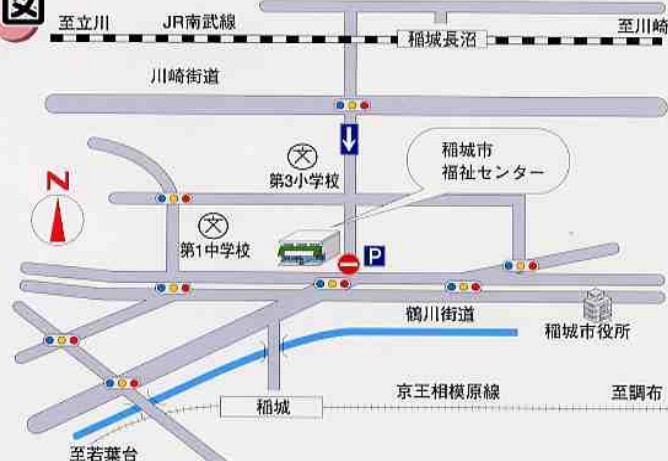 図
至立川
JR南武線
至川崎
稲城長沼
川崎街道
稲城市
福祉センター
第3小学校
N
第1中学校
P
鶴川街道
稲城市役所
京王相模原線
至調布
稲城
至若葉台